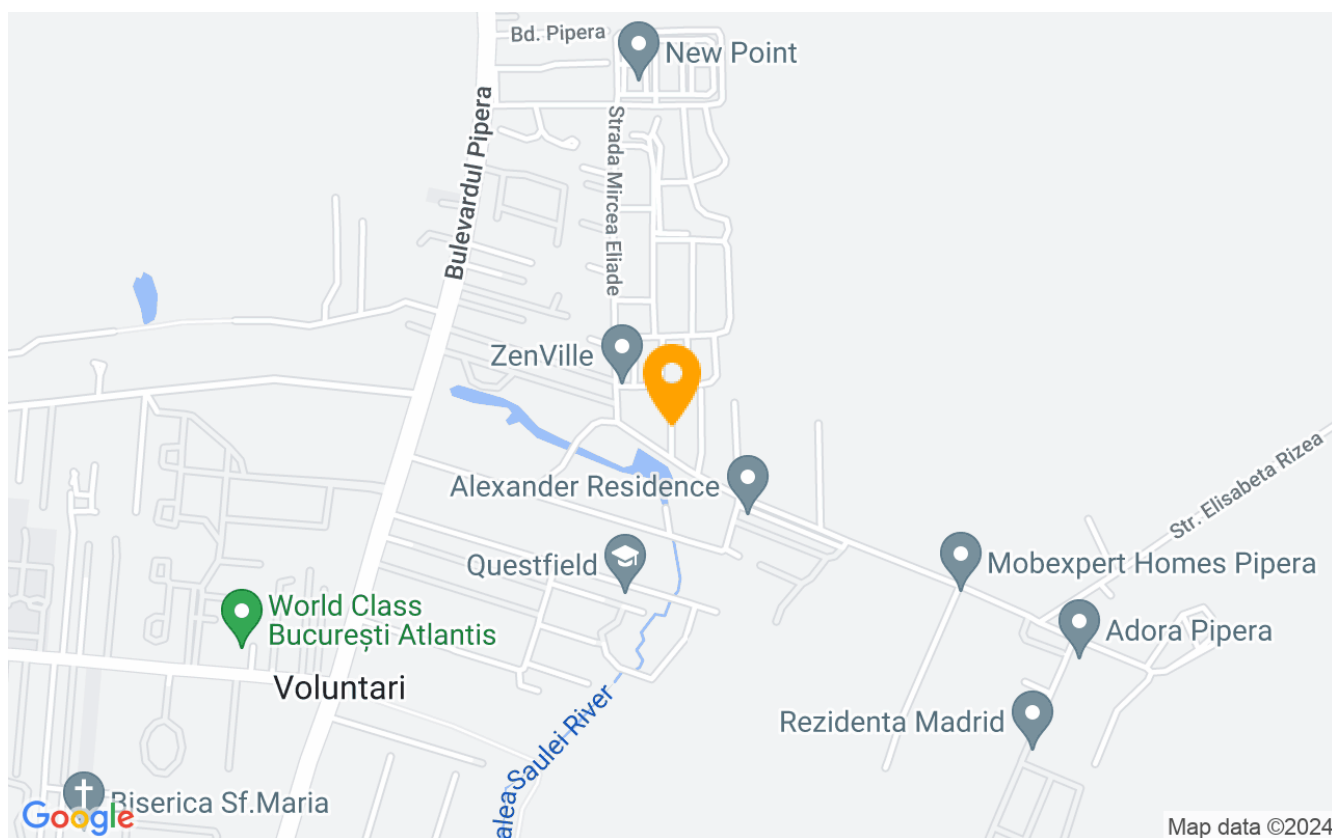 Bd. Pipera
New Point
Bulevardul Pipera
Strada Mircea Eliade
ZenVille
Alexander Residence
Str. Elisabeta Rizea
Questfield
Mobexpert Homes Pipera
World Class
București Atlantis
Adora Pipera
Voluntari
alea Saulei River
Rezidenta Madrid
Biserica Sf.Maria
Google
Map data ©2024